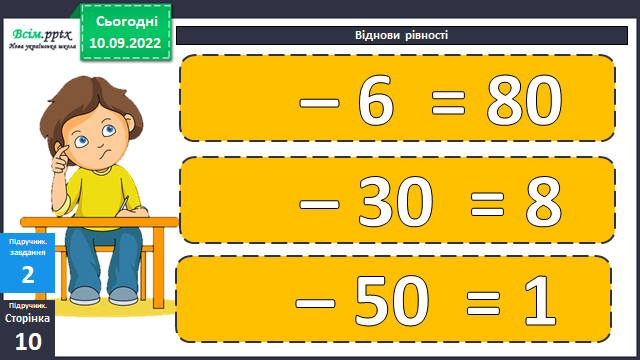 Всім.pptx
Нова українська школа
Сьогодні
10.09.2022
Віднови рівності
– 6 = 80
– 30 = 8
– 50 = 1
Підручник.
завдання
2
Підручник.
Сторінка
10